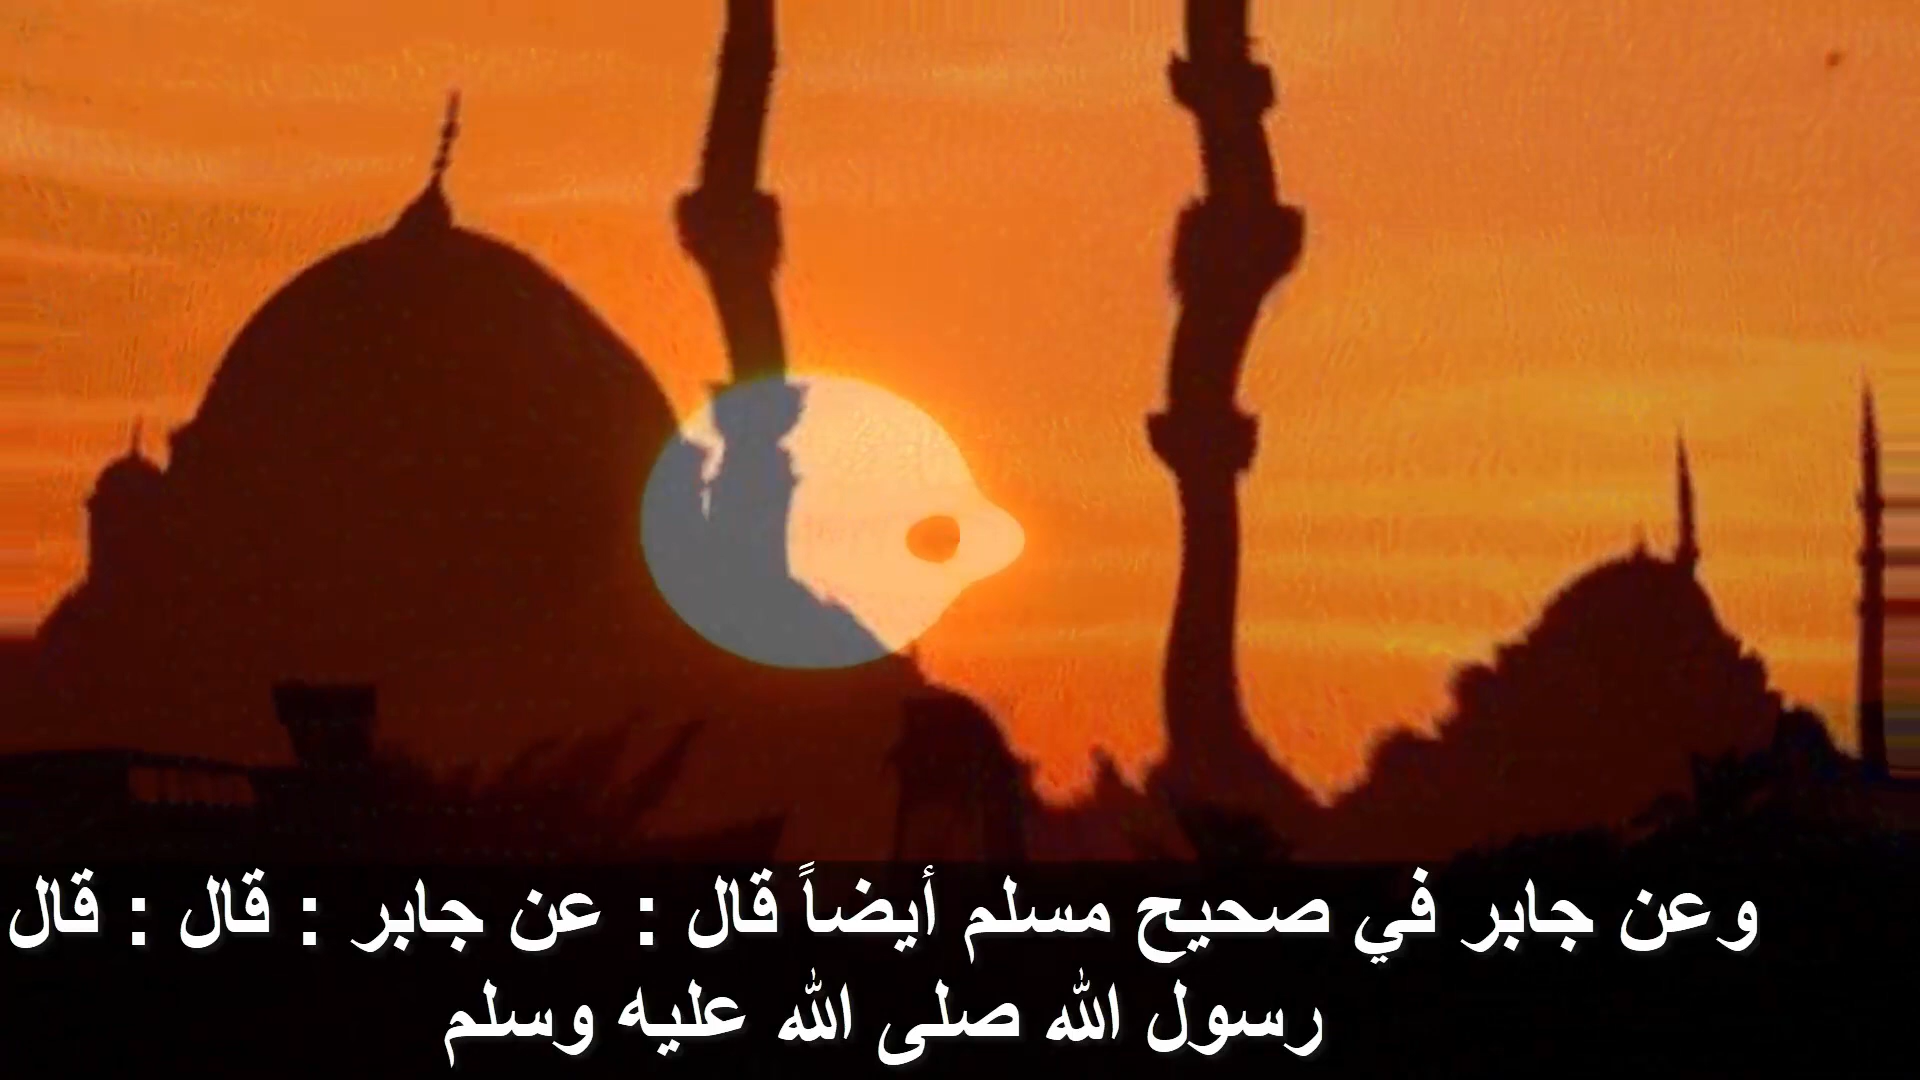 وعن جابر في صحيح مسلم أيضاً قال : عن جابر : قال : قال
رسول الله صلى الله عليه وسلم